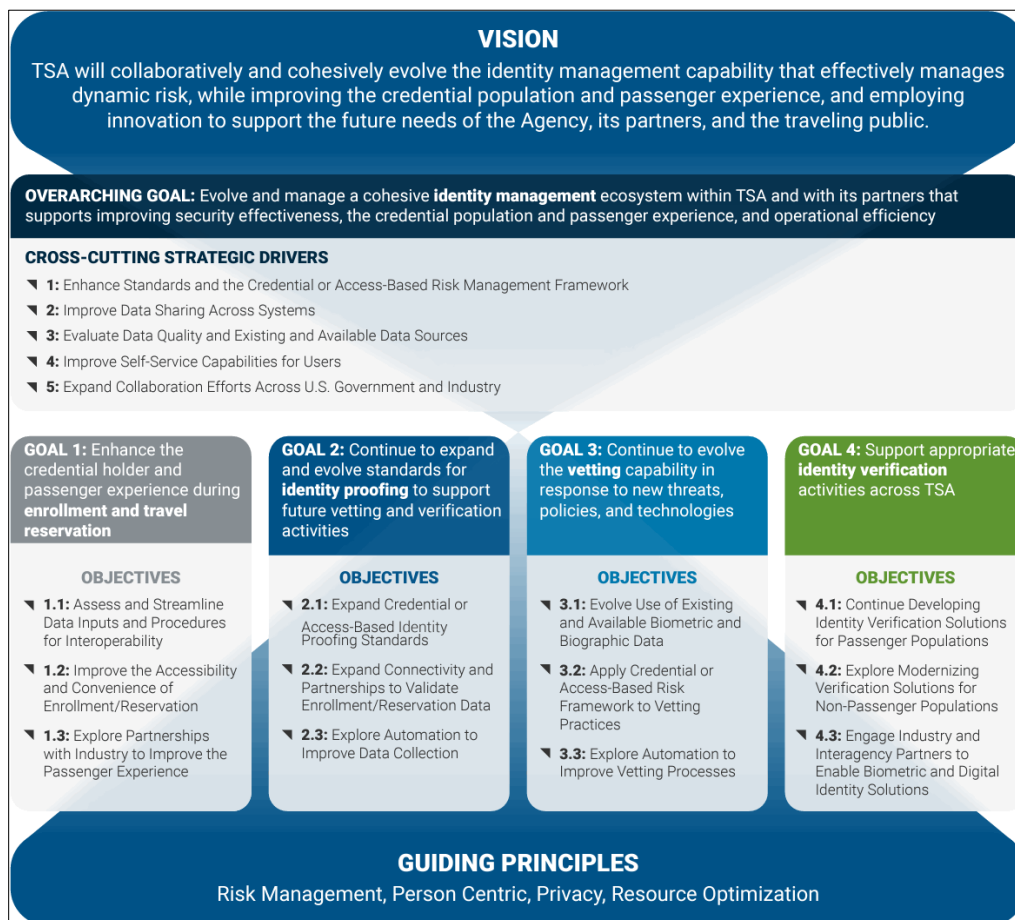 VISION
TSA will collaboratively and cohesively evolve the identity management capability that effectively manages
dynamic risk, while improving the credential population and passenger experience, and employing
innovation to support the future needs of the Agency, its partners, and the traveling public.
OVERARCHING GOAL: Evolve and manage a cohesive identity management ecosystem within TSA and with its partners that
supports improving security effectiveness, the credential population and passenger experience, and operational efficiency
CROSS-CUTTING STRATEGIC DRIVERS
1: Enhance Standards and the Credential or Access-Based Risk Management Framework
2: Improve Data Sharing Across Systems
3: Evaluate Data Quality and Existing and Available Data Sources
4: Improve Self-Service Capabilities for Users
5: Expand Collaboration Efforts Across U.S. Government and Industry
GOAL 1: Enhance the
credential holder and
passenger experience during
enrollment and travel
reservation
OBJECTIVES
1.1: Assess and Streamline
Data Inputs and Procedures
for Interoperability
1.2: Improve the Accessibility
and Convenience of
Enrollment/Reservation
1.3: Explore Partnerships
with Industry to Improve the
Passenger Experience
GOAL 2: Continue to expand
and evolve standards for
identity proofing to support
future vetting and verification
activities
OBJECTIVES
2.1: Expand Credential or
Access-Based Identity
Proofing Standards
2.2: Expand Connectivity and
Partnerships to Validate
Enrollment/Reservation Data
2.3: Explore Automation to
Improve Data Collection
GOAL 3: Continue to evolve
the vetting capability in
response to new threats,
policies, and technologies
OBJECTIVES
3.1: Evolve Use of Existing
and Available Biometric and
Biographic Data
3.2: Apply Credential or
Access-Based Risk
Framework to Vetting
Practices
3.3: Explore Automation to
Improve Vetting Processes
GOAL 4: Support appropriate
identity verification
activities across TSA
OBJECTIVES
4.1: Continue Developing
Identity Verification Solutions
for Passenger Populations
4.2: Explore Modernizing
Verification Solutions for
Non-Passenger Populations
4.3: Engage Industry and
Interagency Partners to
Enable Biometric and Digital
Identity Solutions
GUIDING PRINCIPLES
Risk Management, Person Centric, Privacy, Resource Optimization